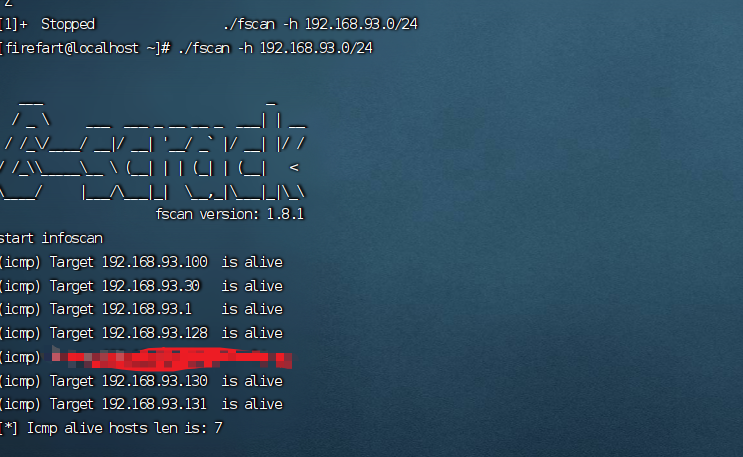 [1]+ Stopped ./fscan -h 192.168.93.0/24
[firefart@localhost ~]# ./fscan -h 192.168.93.0/24
fscan version: 1.8.1
start infoscan
(icmp) Target 192.168.93.100 is alive
(icmp) Target 192.168.93.30 is alive
(icmp) Target 192.168.93.1 is alive
(icmp) Target 192.168.93.128 is alive
(icmp)
(icmp) Target 192.168.93.130 is alive
(icmp) Target 192.168.93.131 is alive
[*] Icmp alive hosts len is: 7